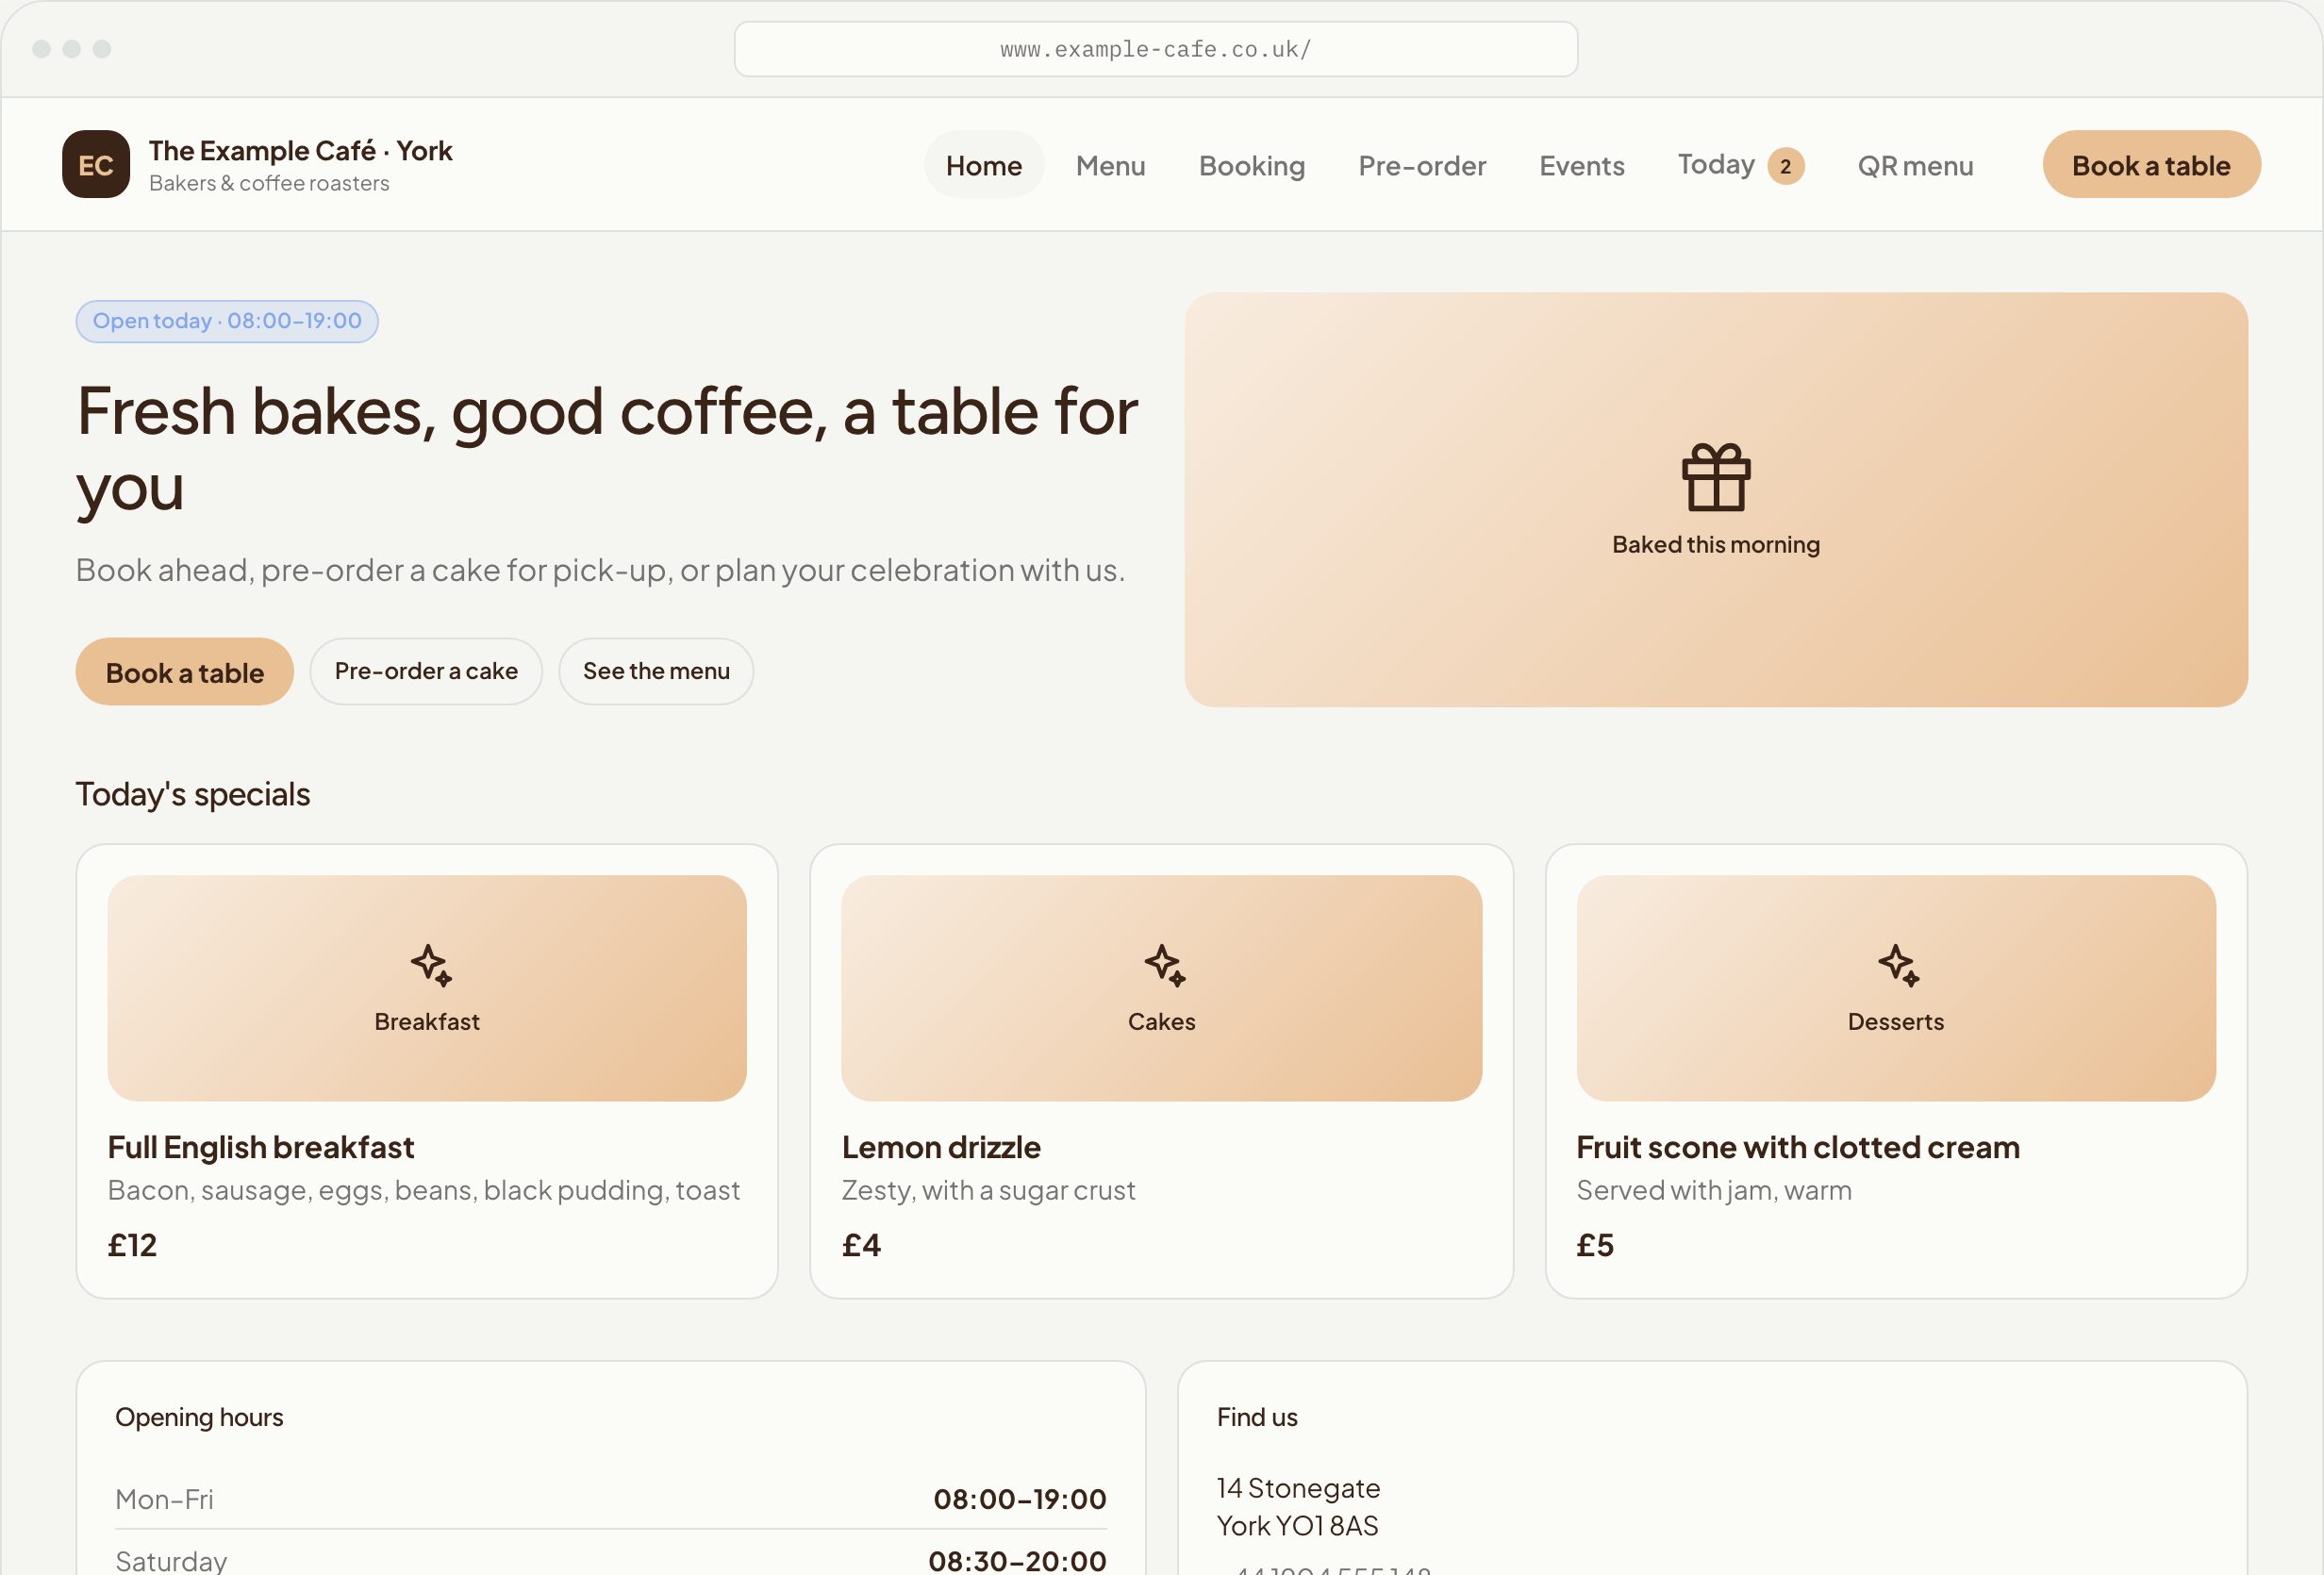 www.example-cafe.co.uk/
EC
The Example Café · York
Bakers & coffee roasters
Home
Menu
Booking
Pre-order
Events
Today 2
QR menu
Book a table
Open today · 08:00–19:00
Fresh bakes, good coffee, a table for
you
Book ahead, pre-order a cake for pick-up, or plan your celebration with us.
Book a table
Pre-order a cake
See the menu
Baked this morning
Today's specials
Breakfast
Full English breakfast
Bacon, sausage, eggs, beans, black pudding, toast
£12
Cakes
Lemon drizzle
Zesty, with a sugar crust
£4
Desserts
Fruit scone with clotted cream
Served with jam, warm
£5
Opening hours
Mon–Fri
08:00–19:00
Saturday
08:30–20:00
Find us
14 Stonegate
York YO1 8AS